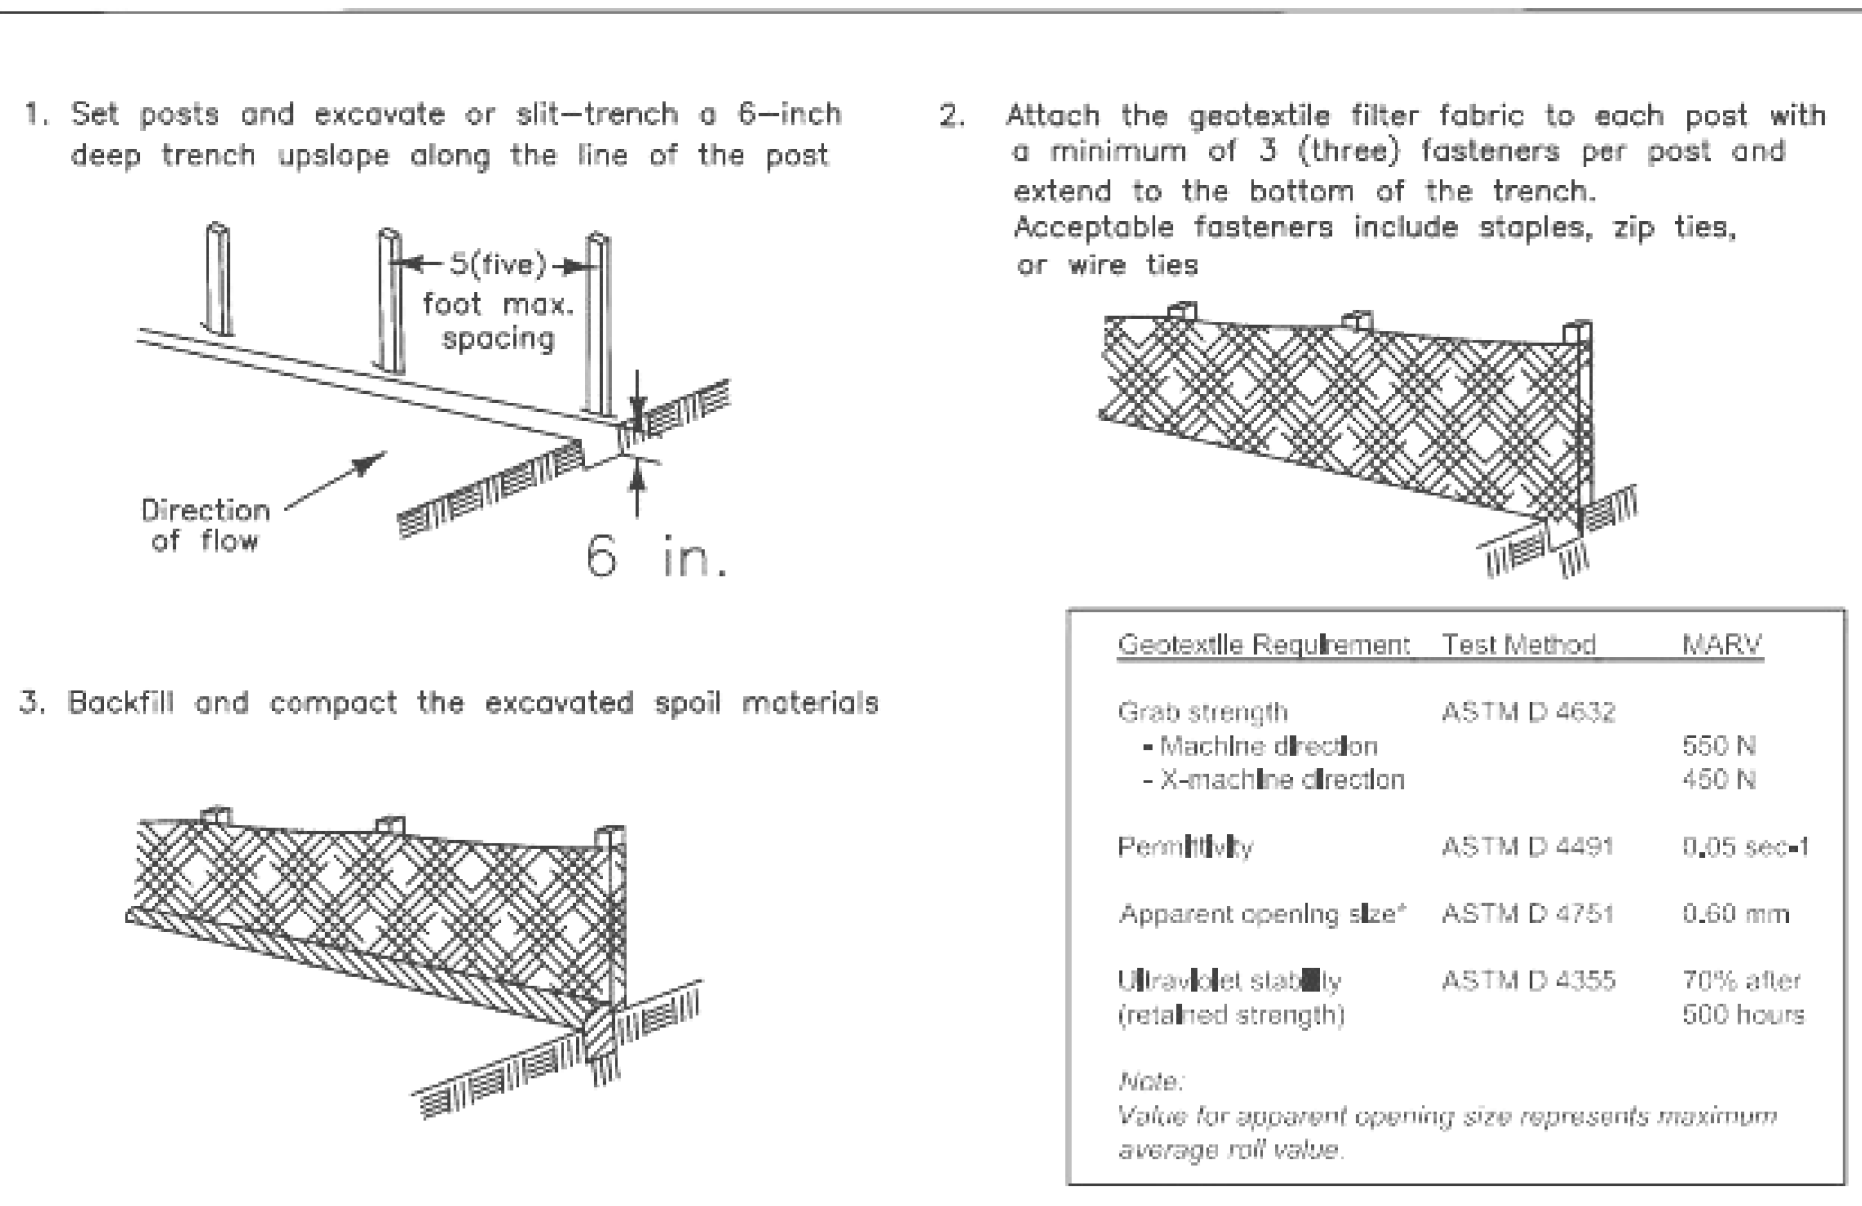 1. Set posts and excavate or slit-trench a 6-inch
deep trench upslope along the line of the post
5(five)
foot max.
spacing
Direction
of flow
6 in.
2. Attach the geotextile filter fabric to each post with
a minimum of 3 (three) fasteners per post and
extend to the bottom of the trench.
Acceptable fasteners include staples, zip ties,
or wire ties
3. Backfill and compact the excavated spoil materials
Geotextile Requirement Test Method MARV
Grab strength ASTM D 4632
- Machine direction 550 N
- X-machine direction 450 N
Permittivity ASTM D 4491 0.05 sec-1
Apparent opening size* ASTM D 4751 0.60 mm
Ultraviolet stability ASTM D 4355 70% after
(retained strength) 500 hours
Note:
Value for apparent opening size represents maximum
average roll value.